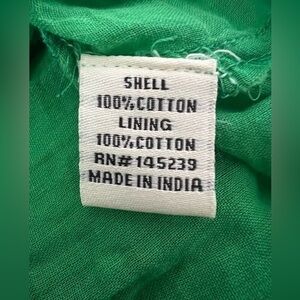 SHELL
100%COTTON
LINING
100%COTTON
RN#145239
MADE IN INDIA